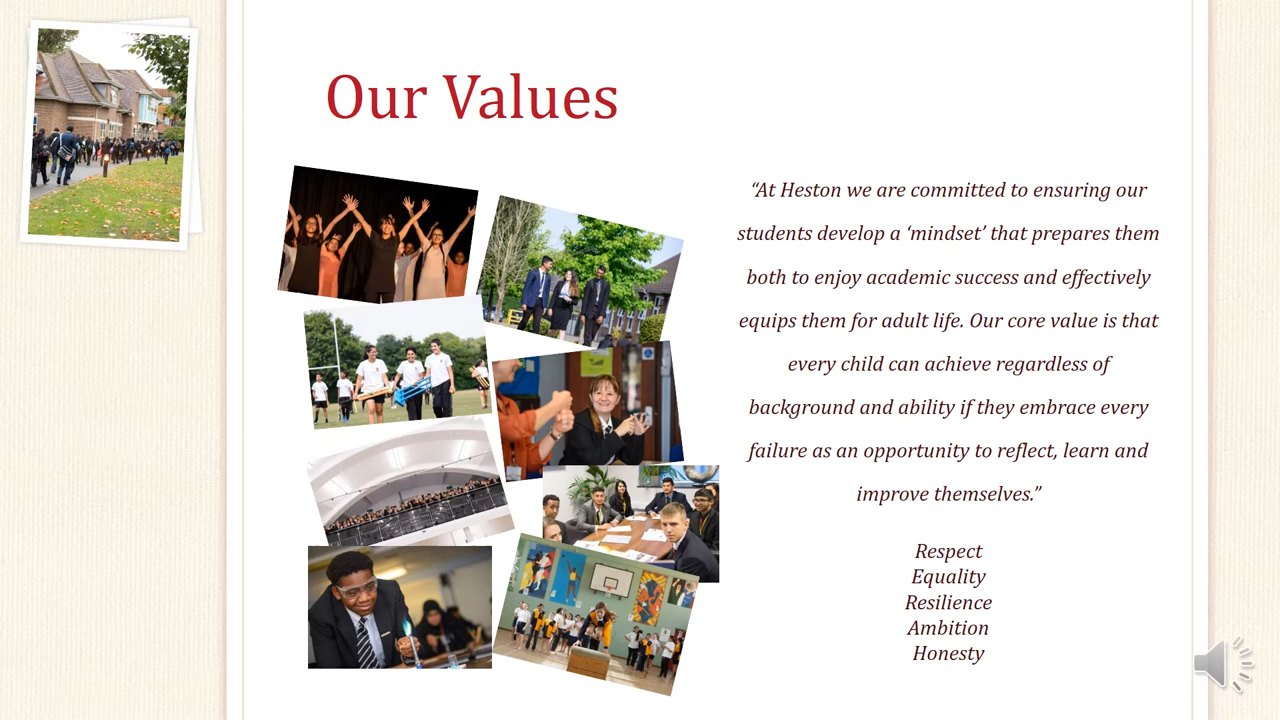 Our Values
“At Heston we are committed to ensuring our
students develop a ‘mindset’ that prepares them
both to enjoy academic success and effectively
equips them for adult life. Our core value is that
every child can achieve regardless of
background and ability if they embrace every
failure as an opportunity to reflect, learn and
improve themselves.”
Respect
Equality
Resilience
Ambition
Honesty